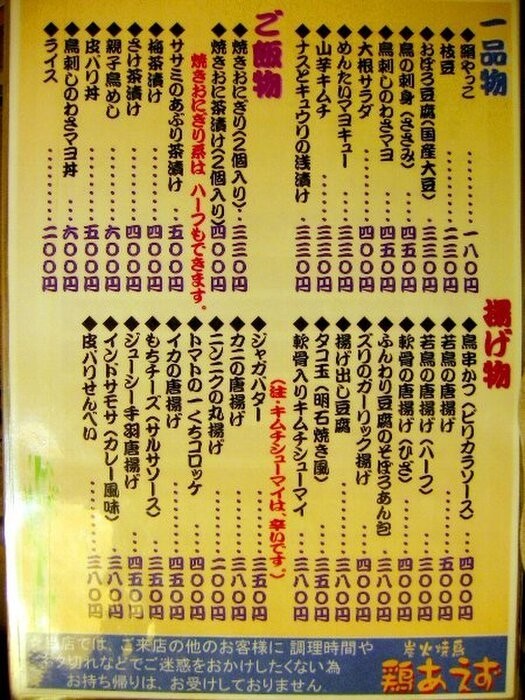 一品物
◆鶏やっこ・・・・・・一八〇円
◆枝豆・・・・・・二三〇円
◆おぼろ豆腐(国産大豆)・・三三〇円
◆鳥の刺身(ささみ)・・・四五〇円
◆鳥刺しのわさマヨ・・・四五〇円
◆大根サラダ・・・・・四〇〇円
◆めんたいマヨキュー・・・三三〇円
◆山芋キムチ・・・・・三三〇円
◆ナスとキュウリの浅漬け・・三三〇円
ご飯物
◆焼きおにぎり(2個入り)・三三〇円
◆焼きおにぎり茶漬け(2個入り)四〇〇円
焼きおにぎり系は、ハーフもできます。
◆ササミのあぶり茶漬け・・五〇〇円
◆梅茶漬け・・・・・四〇〇円
◆さけ茶漬け・・・・・四〇〇円
◆親子鳥めし・・・・・六〇〇円
◆皮バリ丼・・・・・五〇〇円
◆鳥刺しのわさマヨ丼・・・六〇〇円
◆ライス・・・・・・二〇〇円
揚げ物
◆鳥串かつ(ピリカラソース)・・四〇〇円
◆若鳥の唐揚げ・・・・五〇〇円
◆若鳥の唐揚げ(ハーフ)
◆軟骨の唐揚げ(ひざ)・・・四〇〇円
◆ふんわり豆腐のそぼろあん包
◆ズリのガーリック揚げ・・・四〇〇円
◆揚げ出し豆腐・・・・三八〇円
◆タコ玉(明石焼き風)・・・三五〇円
◆軟骨入りキムチシューマイ・・三八〇円
(注・キムチシューマイは、辛いです。)
◆ジャガバター・・・・三五〇円
◆カニの唐揚げ・・・・三八〇円
◆ニンニクの丸揚げ・・・二〇〇円
◆トマトの一くちコロッケ・・四〇〇円
◆イカの唐揚げ・・・・四五〇円
◆もちチーズ(サルサソース)・・三五〇円
◆ジューシー手羽唐揚げ・・四五〇円
◆インドサモサ(カレー風味)・・三八〇円
◆皮バリせんべい・・・・三八〇円
当店では、ご来店の他のお客様に 調理時間や
ネタ切れなどでご迷惑をおかけしたくない為
お持ち帰りは、お受けしておりません。
炭火焼鳥
鶏あえず